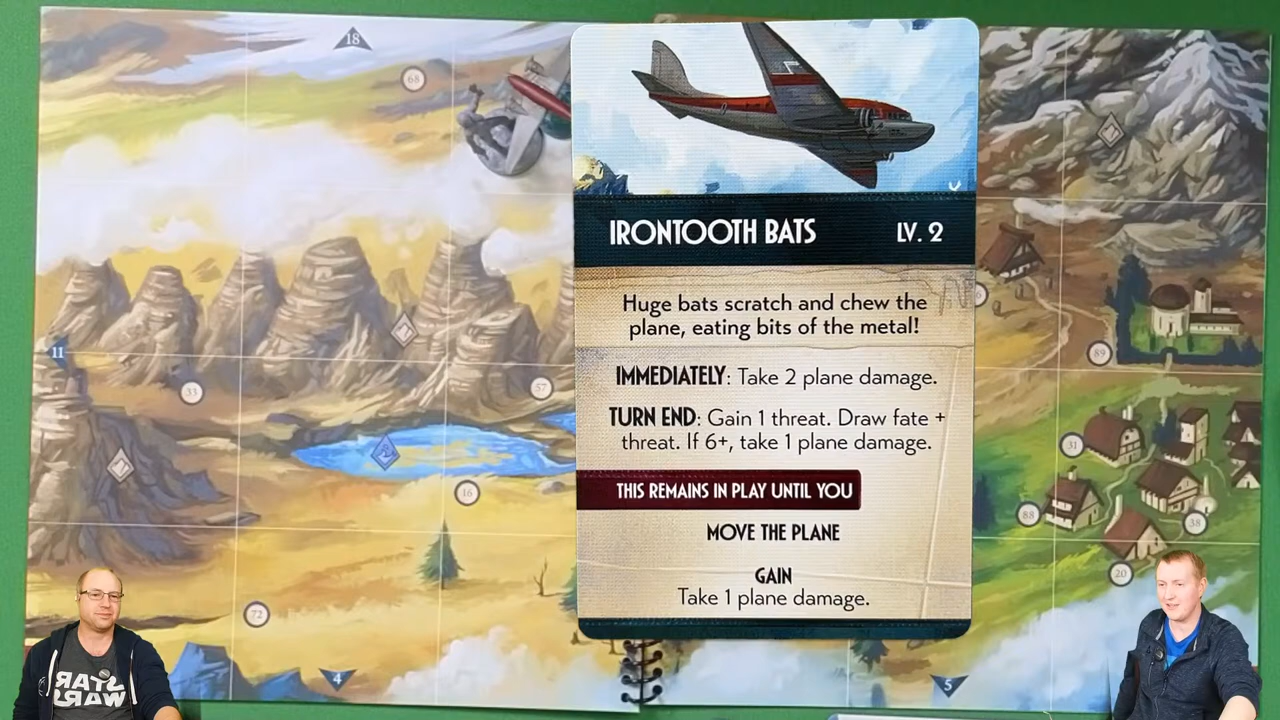 18
68
IRONTOOTH BATS LV. 2
Huge bats scratch and chew the
plane, eating bits of the metal!
IMMEDIATELY: Take 2 plane damage.
TURN END: Gain 1 threat. Draw fate +
threat. If 6+, take 1 plane damage.
THIS REMAINS IN PLAY UNTIL YOU
MOVE THE PLANE
GAIN
Take 1 plane damage.
11
33
57
16
72
4
89
31
88
38
20
5
STAR
WARS